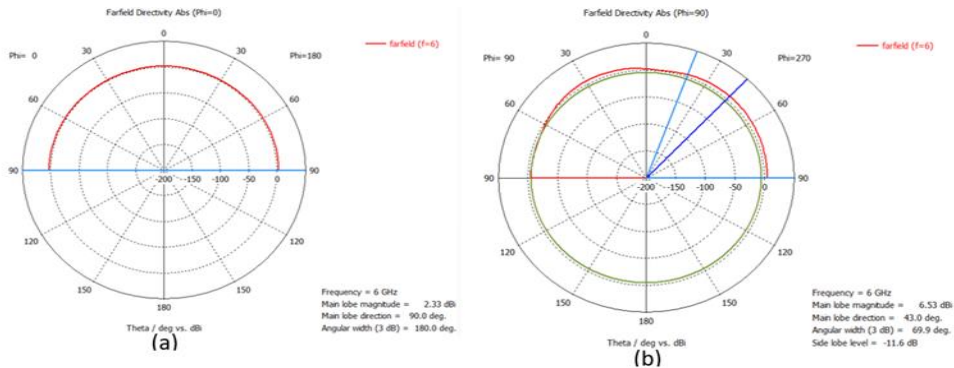 Farfield Directivity Abs (Phi=0)
0
30
30
Phi= 0
Phi=180
farfield (f=6)
60
60
90
-200
-150
-100
-50
0
90
120
120
150
150
180
Frequency = 6 GHz
Main lobe magnitude = 2.33 dBi
Main lobe direction = 90.0 deg.
Angular width (3 dB) = 180.0 deg.
Theta / deg vs. dBi
(a)
Farfield Directivity Abs (Phi=90)
0
30
30
Phi= 90
Phi=270
farfield (f=6)
60
60
90
-200
-150
-100
-50
0
90
120
120
150
150
180
Frequency = 6 GHz
Main lobe magnitude = 6.53 dBi
Main lobe direction = 43.0 deg.
Angular width (3 dB) = 69.9 deg.
Side lobe level = -11.6 dB
Theta / deg vs. dBi
(b)